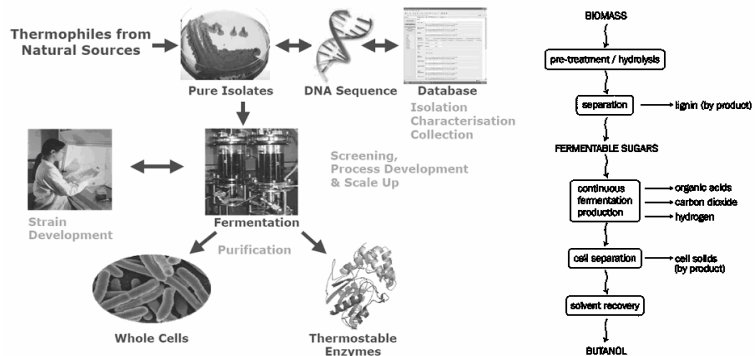 Thermophiles from
Natural Sources
Pure Isolates
DNA Sequence
Database
Isolation
Characterisation
Collection
Screening,
Process Development
& Scale Up
Strain
Development
Fermentation
Purification
Whole Cells
Thermostable
Enzymes
BIOMASS
pre-treatment / hydrolysis
separation
lignin (by product)
FERMENTABLE SUGARS
continuous
fermentation
production
organic acids
carbon dioxide
hydrogen
cell separation
cell solids
(by product)
solvent recovery
BUTANOL